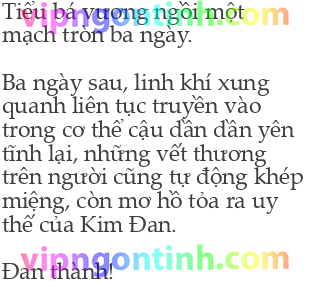 Tiểu bá vương ngồi một
vipngontinh.com
mạch tròn ba ngày.
Ba ngày sau, linh khí xung
quanh liên tục truyền vào
trong cơ thể cậu dần dần yên
tĩnh lại, những vết thương
trên người cũng tự động khép
miệng, còn mơ hồ tỏa ra uy
thế của Kim Đan.
vipngontinh.com
Đan thành!